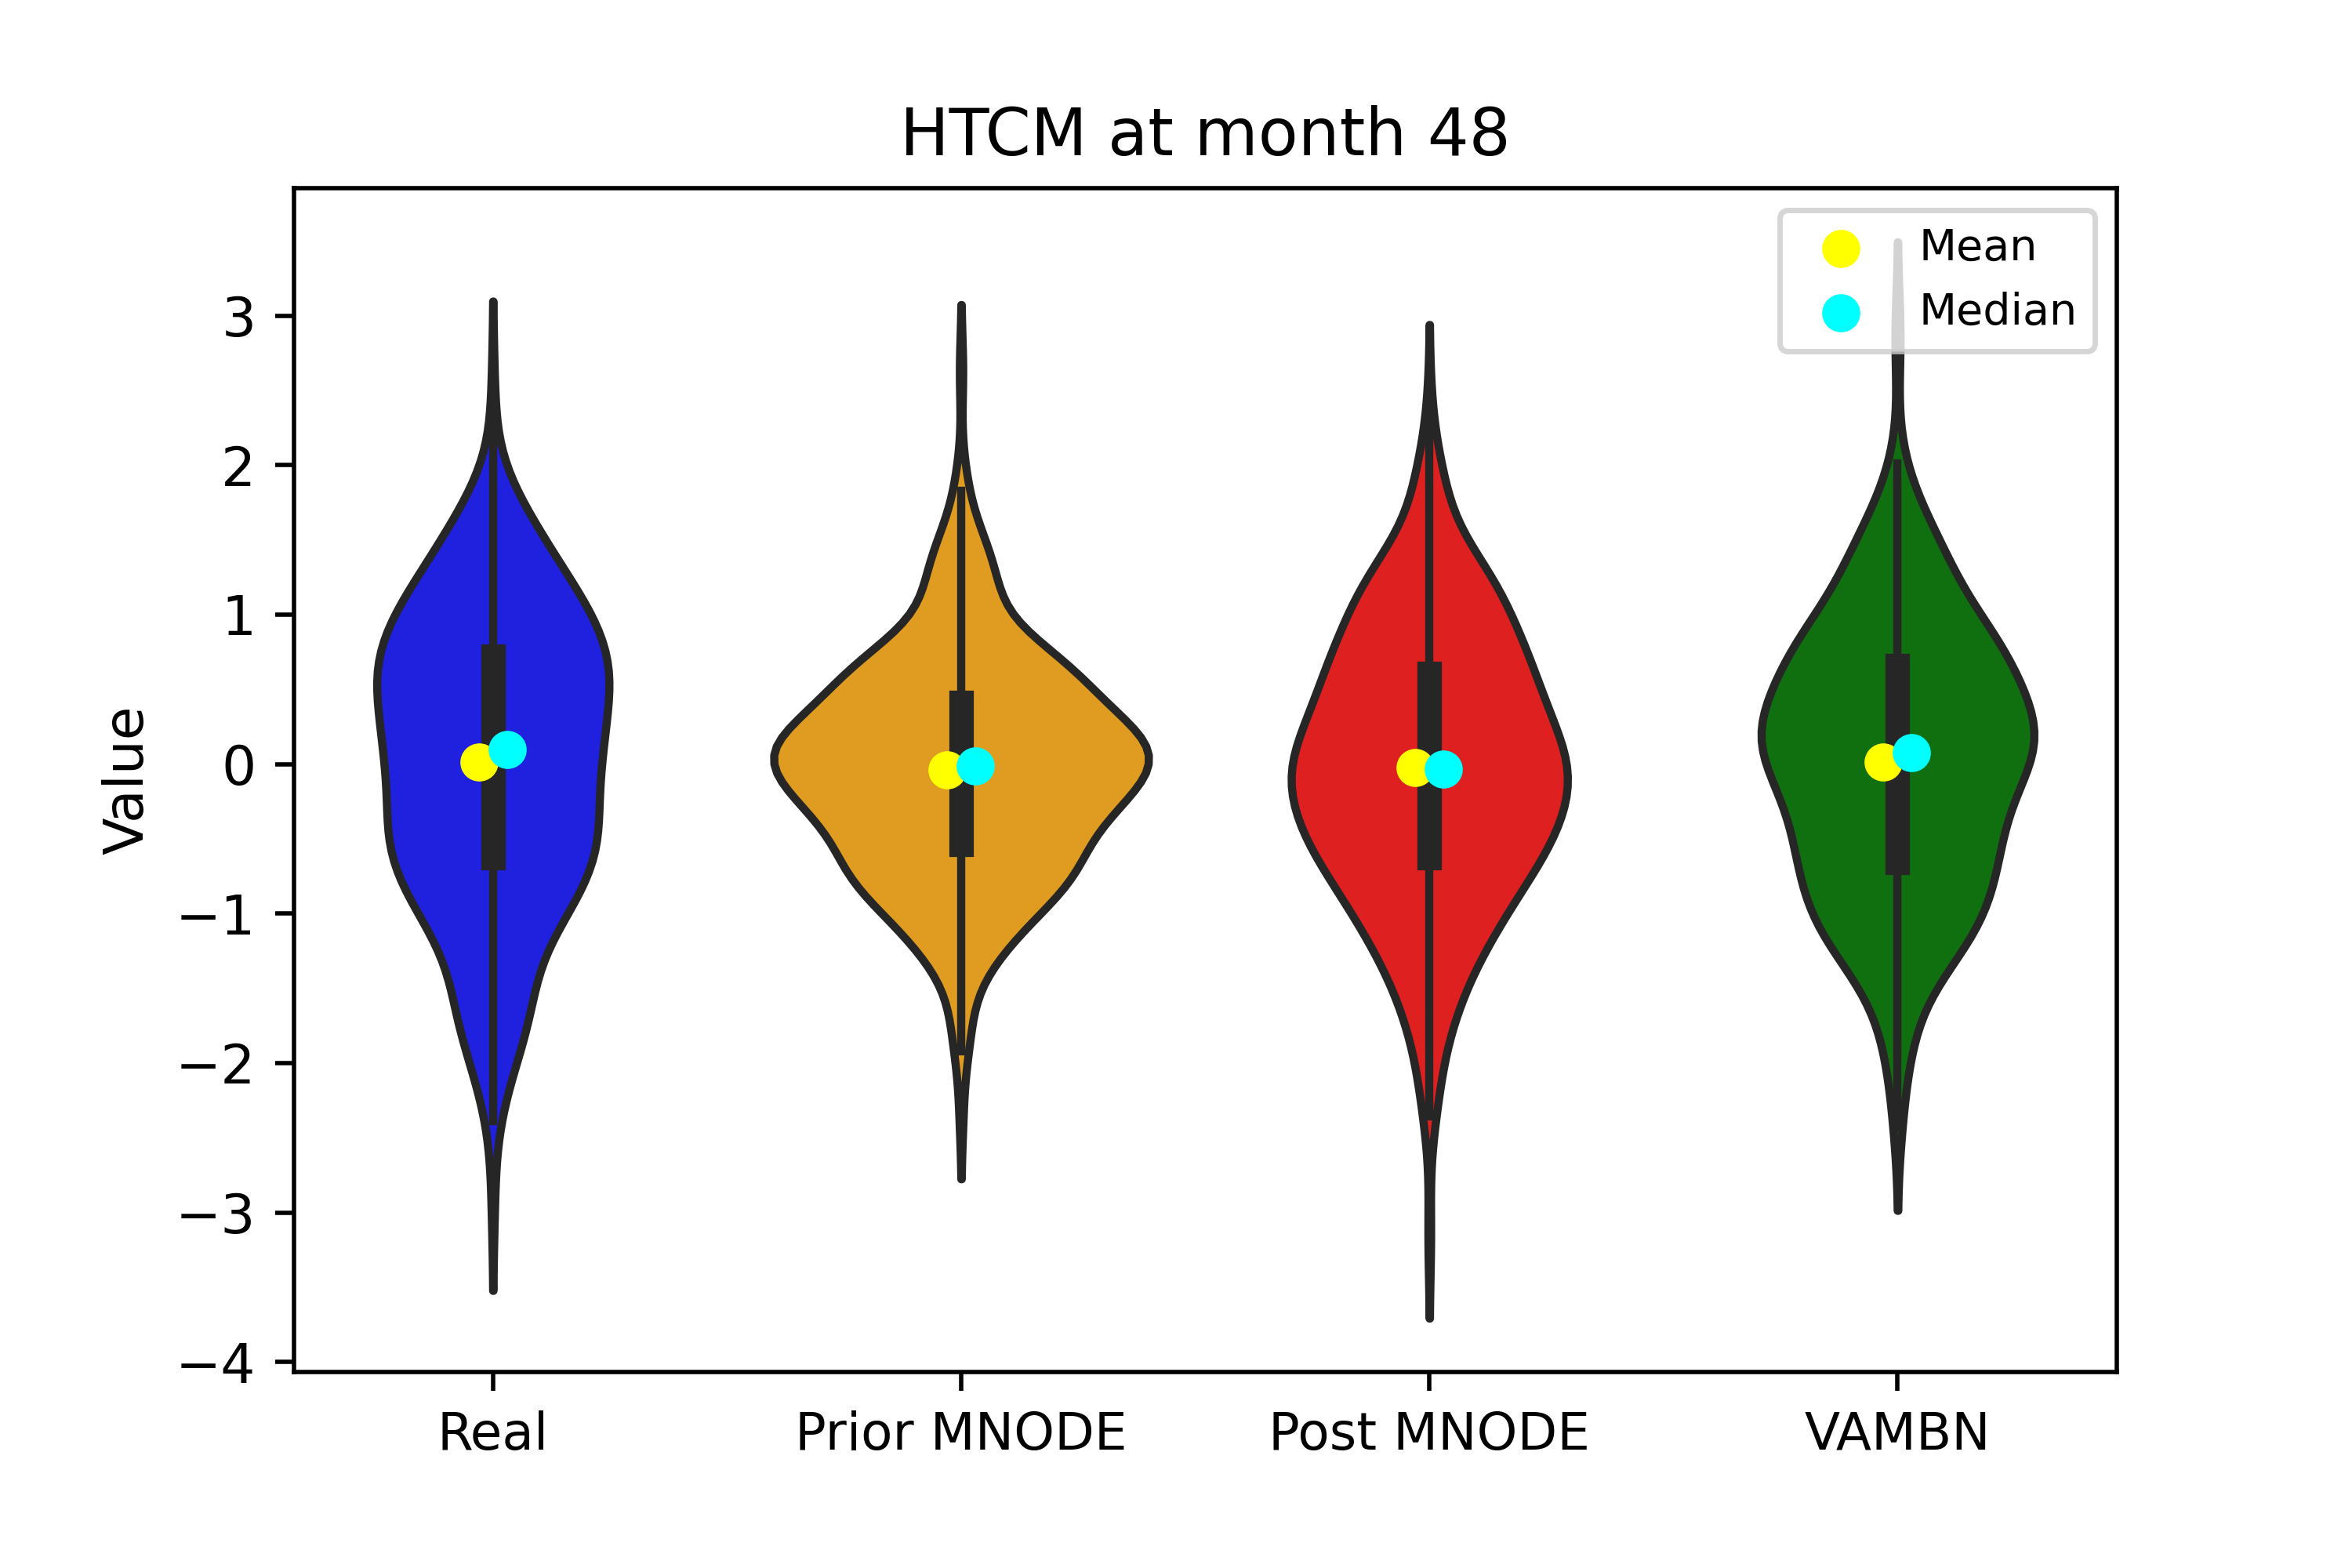 HTCM at month 48
Mean
Median
3
2
1
0
−1
−2
−3
−4
Value
Real
Prior MNODE
Post MNODE
VAMBN